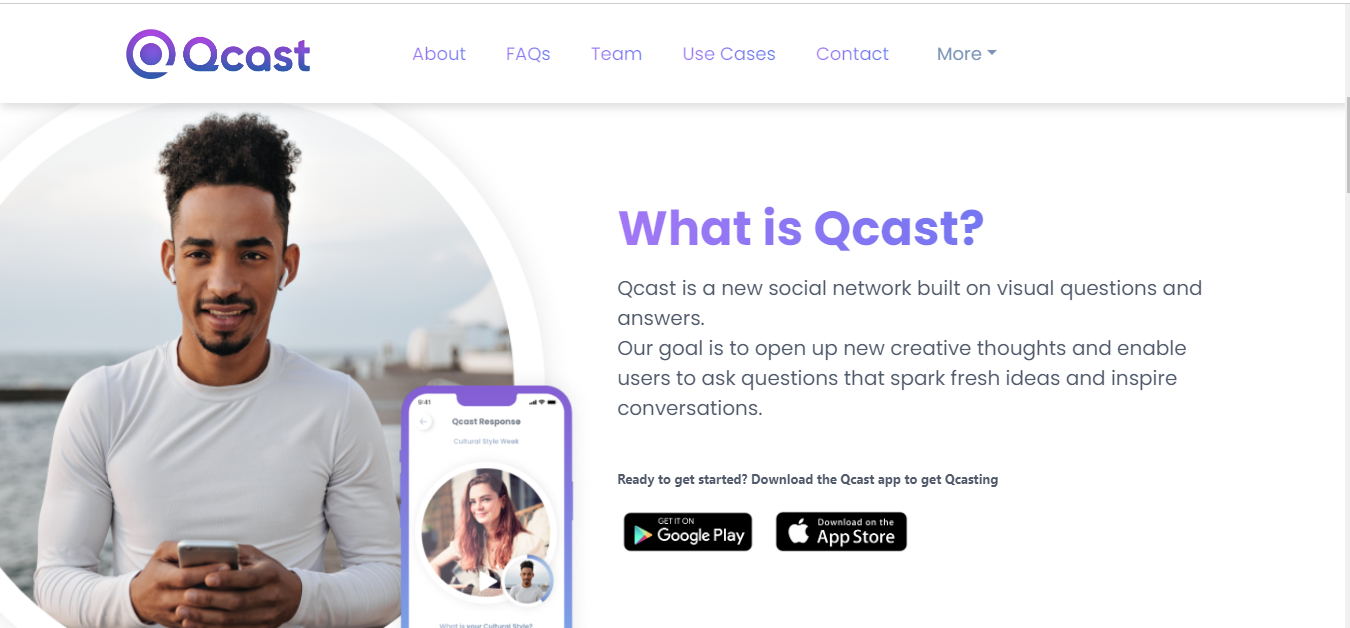 Qcast
About FAQs Team Use Cases Contact More
What is Qcast?
Qcast is a new social network built on visual questions and
answers.
Our goal is to open up new creative thoughts and enable
users to ask questions that spark fresh ideas and inspire
conversations.
Ready to get started? Download the Qcast app to get Qcasting
GET IT ON
Google Play
Download on the
App Store
9:41
Qcast Response
Cultural Style Week
What is your Cultural Style?